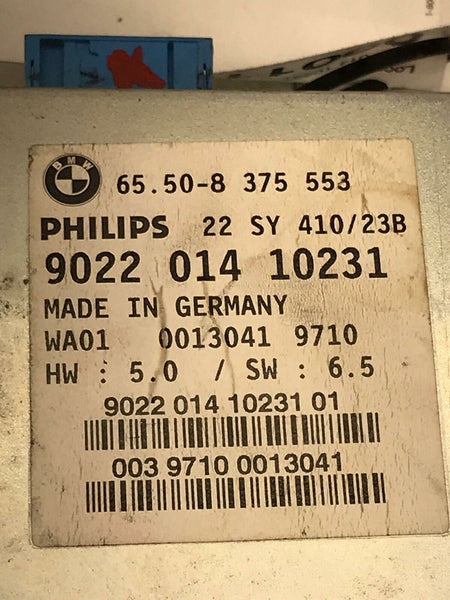 BMW
65.50-8 375 553
PHILIPS 22 SY 410/23B
9022 014 10231
MADE IN GERMANY
WA01 0013041 9710
HW : 5.0 / SW : 6.5
9022 014 10231 01
003 9710 0013041